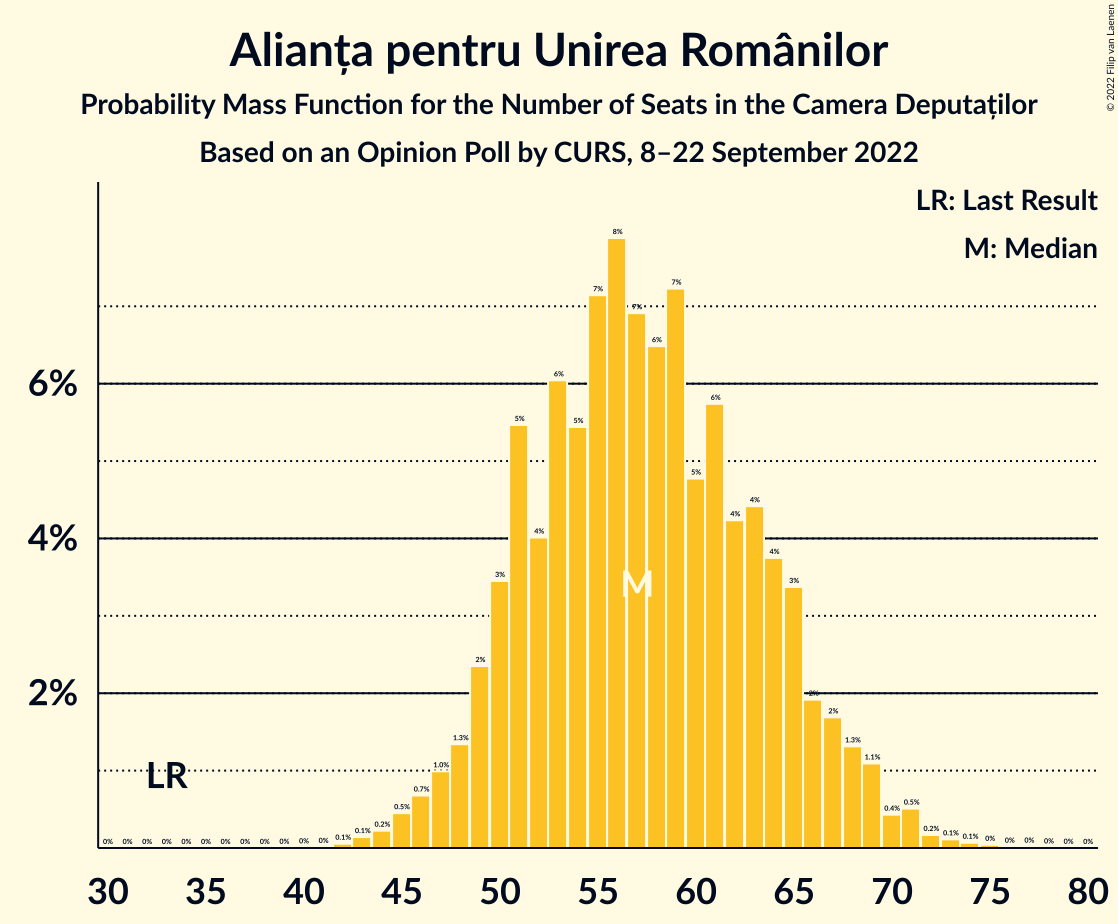 Alianța pentru Unirea Românilor
Probability Mass Function for the Number of Seats in the Camera Deputaților
Based on an Opinion Poll by CURS, 8–22 September 2022
© 2022 Filip van Laenen
LR: Last Result
M: Median
6%
4%
2%
0% 0% 0% 0% 0% 0% 0% 0% 0% 0% 0% 0% 0.1% 0.1% 0.2% 0.5% 0.7% 1.0% 1.3% 2% 3% 5% 4% 6% 5% 7% 8% 7% 6% 7% 5% 6% 4% 4% 4% 3% 2% 2% 1.3% 1.1% 0.4% 0.5% 0.2% 0.1% 0.1% 0% 0% 0% 0% 0% 0%
M
LR
30 35 40 45 50 55 60 65 70 75 80